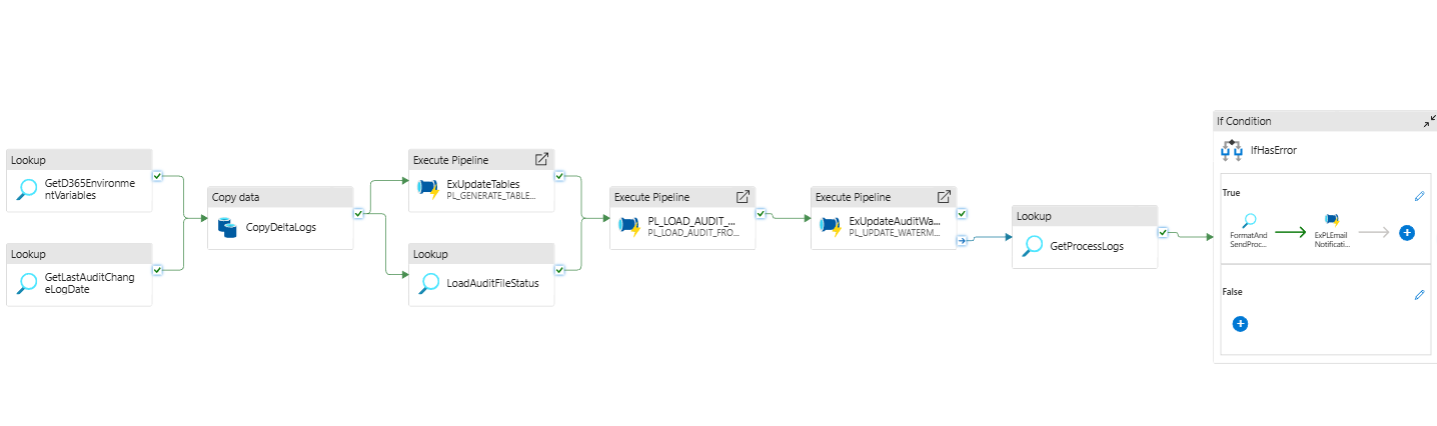 Lookup
GetD365Environme
ntVariables
Lookup
GetLastAuditChang
eLogDate
Copy data
CopyDeltaLogs
Execute Pipeline
ExUpdateTables
PL_GENERATE_TABLE...
Lookup
LoadAuditFileStatus
Execute Pipeline
PL_LOAD_AUDIT_...
PL_LOAD_AUDIT_FRO...
Execute Pipeline
ExUpdateAuditWa...
PL_UPDATE_WATERM...
Lookup
GetProcessLogs
If Condition
IfHasError
True
FormatAnd
SendProc...
ExPLEmail
Notificati...
False